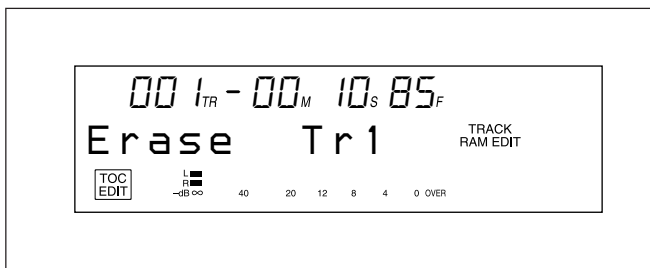 001TR - 00M 10S 85F
Erase Tr1
TRACK
RAM EDIT
TOC
EDIT
L
R
–dB ∞ 40 20 12 8 4 0 OVER